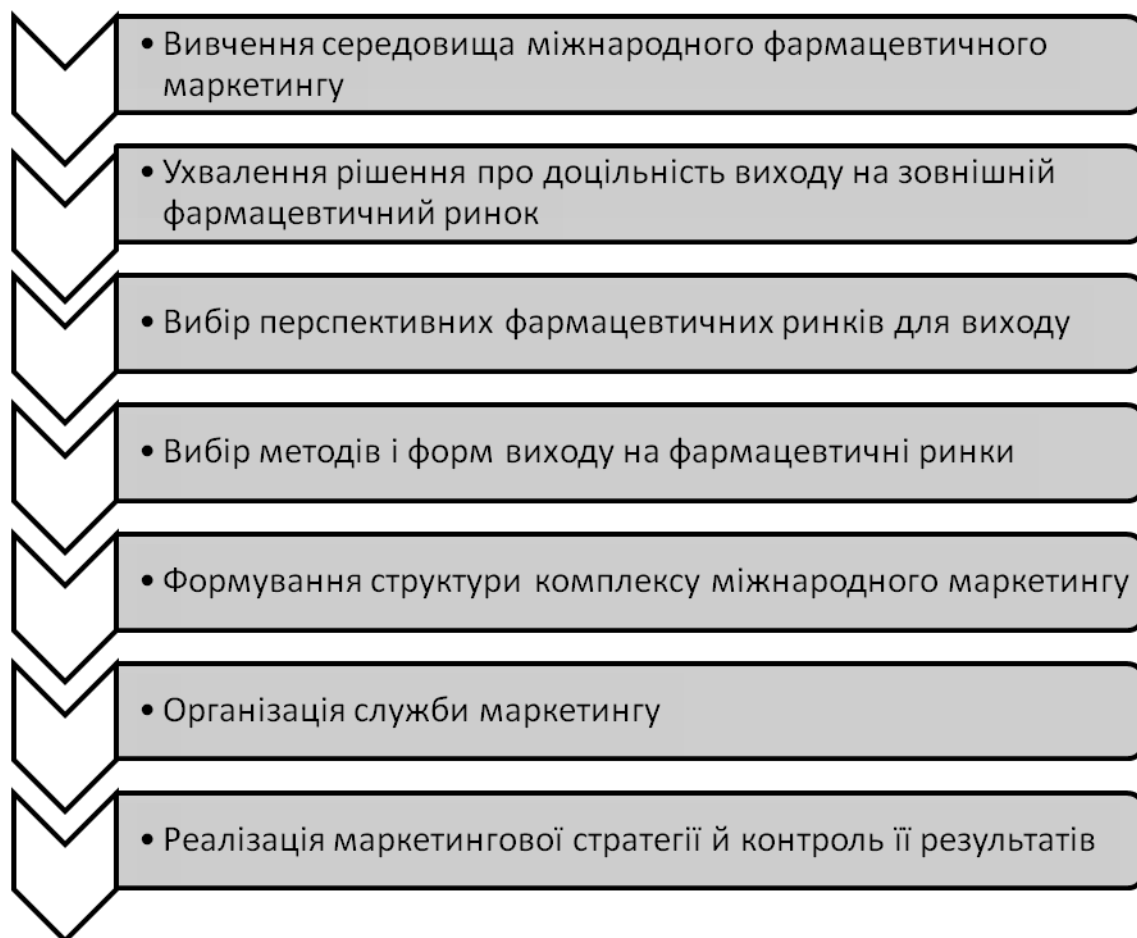 • Вивчення середовища міжнародного фармацевтичного
маркетингу
• Ухвалення рішення про доцільність виходу на зовнішній
фармацевтичний ринок
• Вибір перспективних фармацевтичних ринків для виходу
• Вибір методів і форм виходу на фармацевтичні ринки
• Формування структури комплексу міжнародного маркетингу
• Організація служби маркетингу
• Реалізація маркетингової стратегії й контроль її результатів